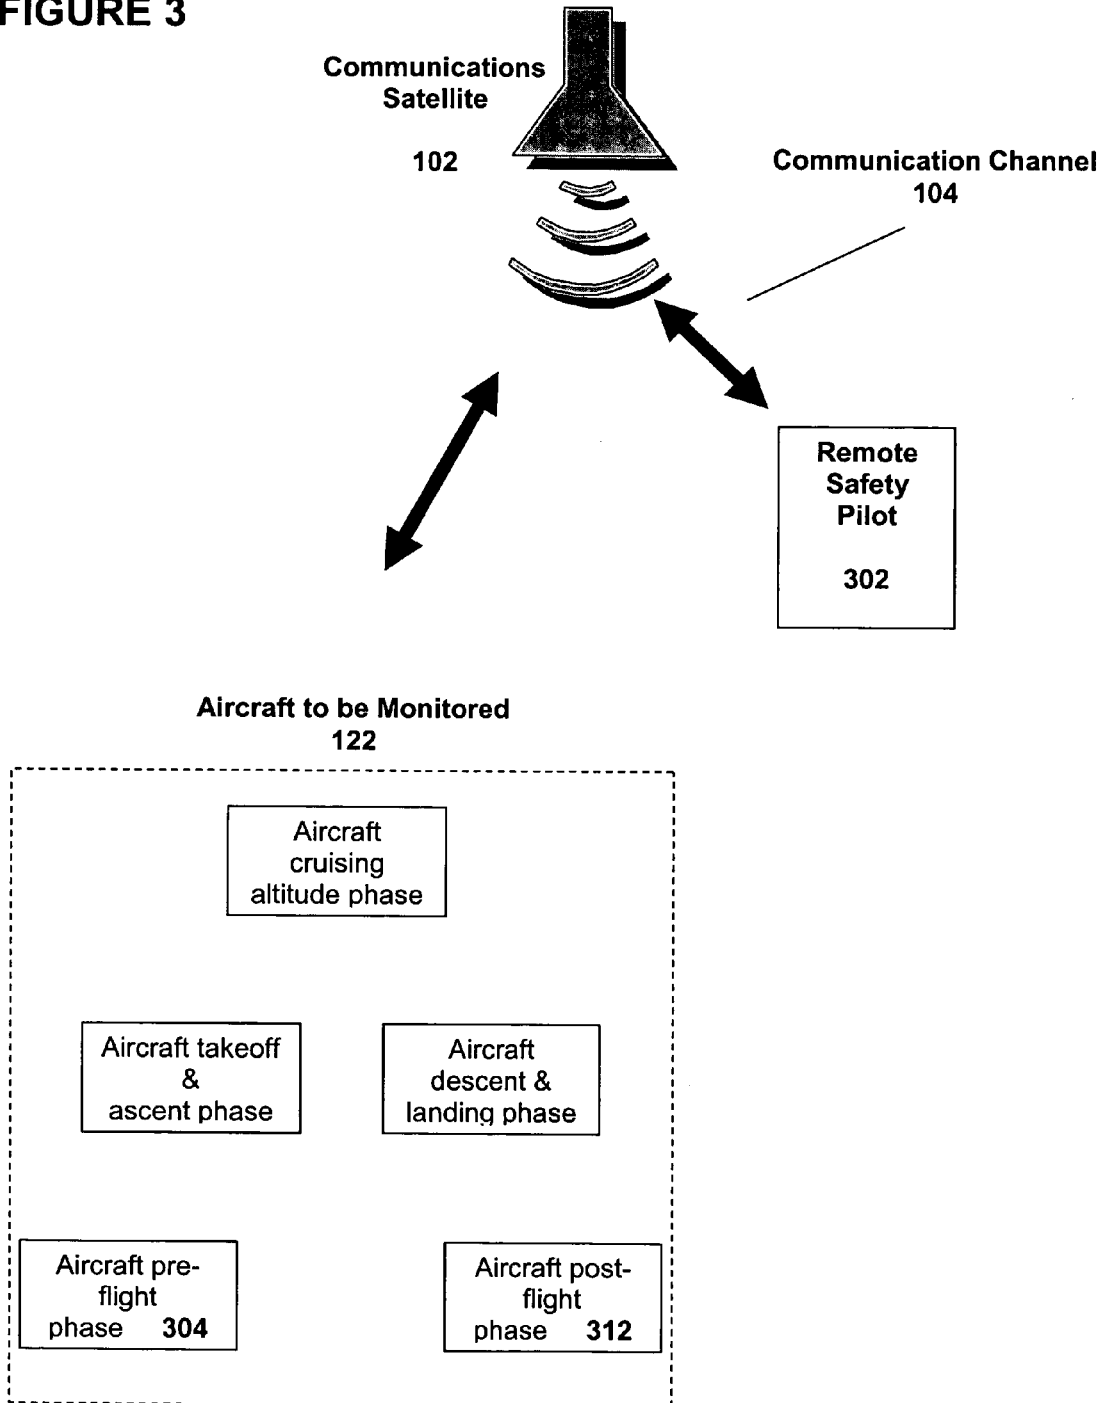 FIGURE 3
Communications
Satellite
102
Communication Channel
104
Remote
Safety
Pilot
302
Aircraft to be Monitored
122
Aircraft
cruising
altitude phase
Aircraft takeoff
&
ascent phase
Aircraft
descent &
landing phase
Aircraft pre-
flight
phase 304
Aircraft post-
flight
phase 312